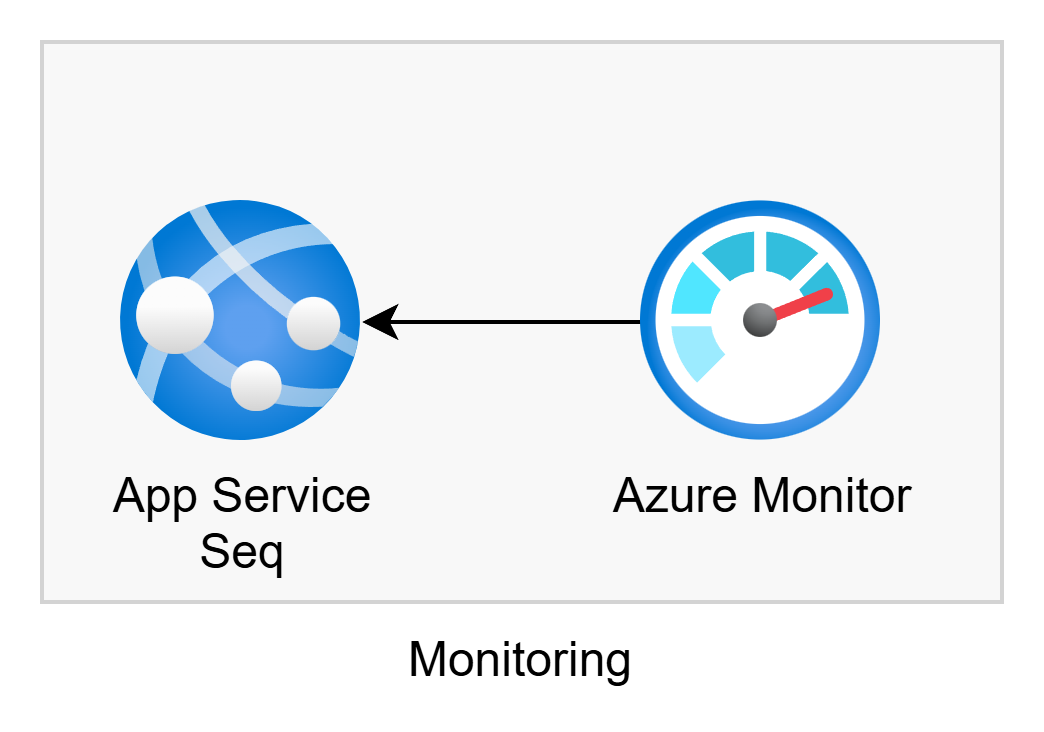 App Service
Seq
Azure Monitor
Monitoring